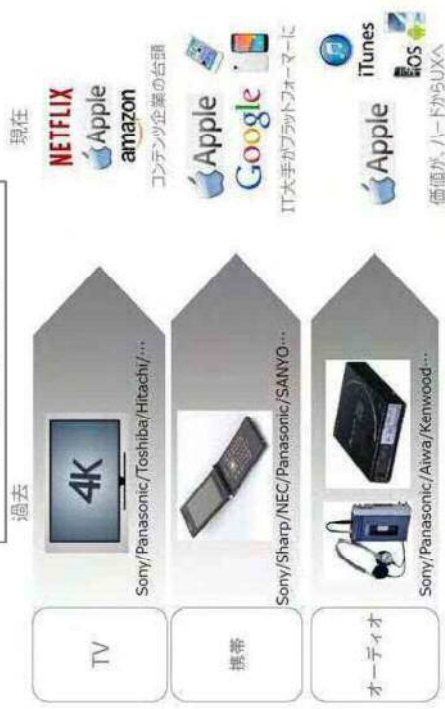 過去
現在
TV
4K
Sony/Panasonic/Toshiba/Hitachi/…
NETFLIX
Apple
amazon
コンテンツ企業の台頭
携帯
Sony/Sharp/NEC/Panasonic/SANYO…
Apple
Google
IT大手がプラットフォーマーに
オーディオ
Sony/Panasonic/Aiwa/Kenwood…
Apple
iTunes
iOS
価値が、ハードからUXへ